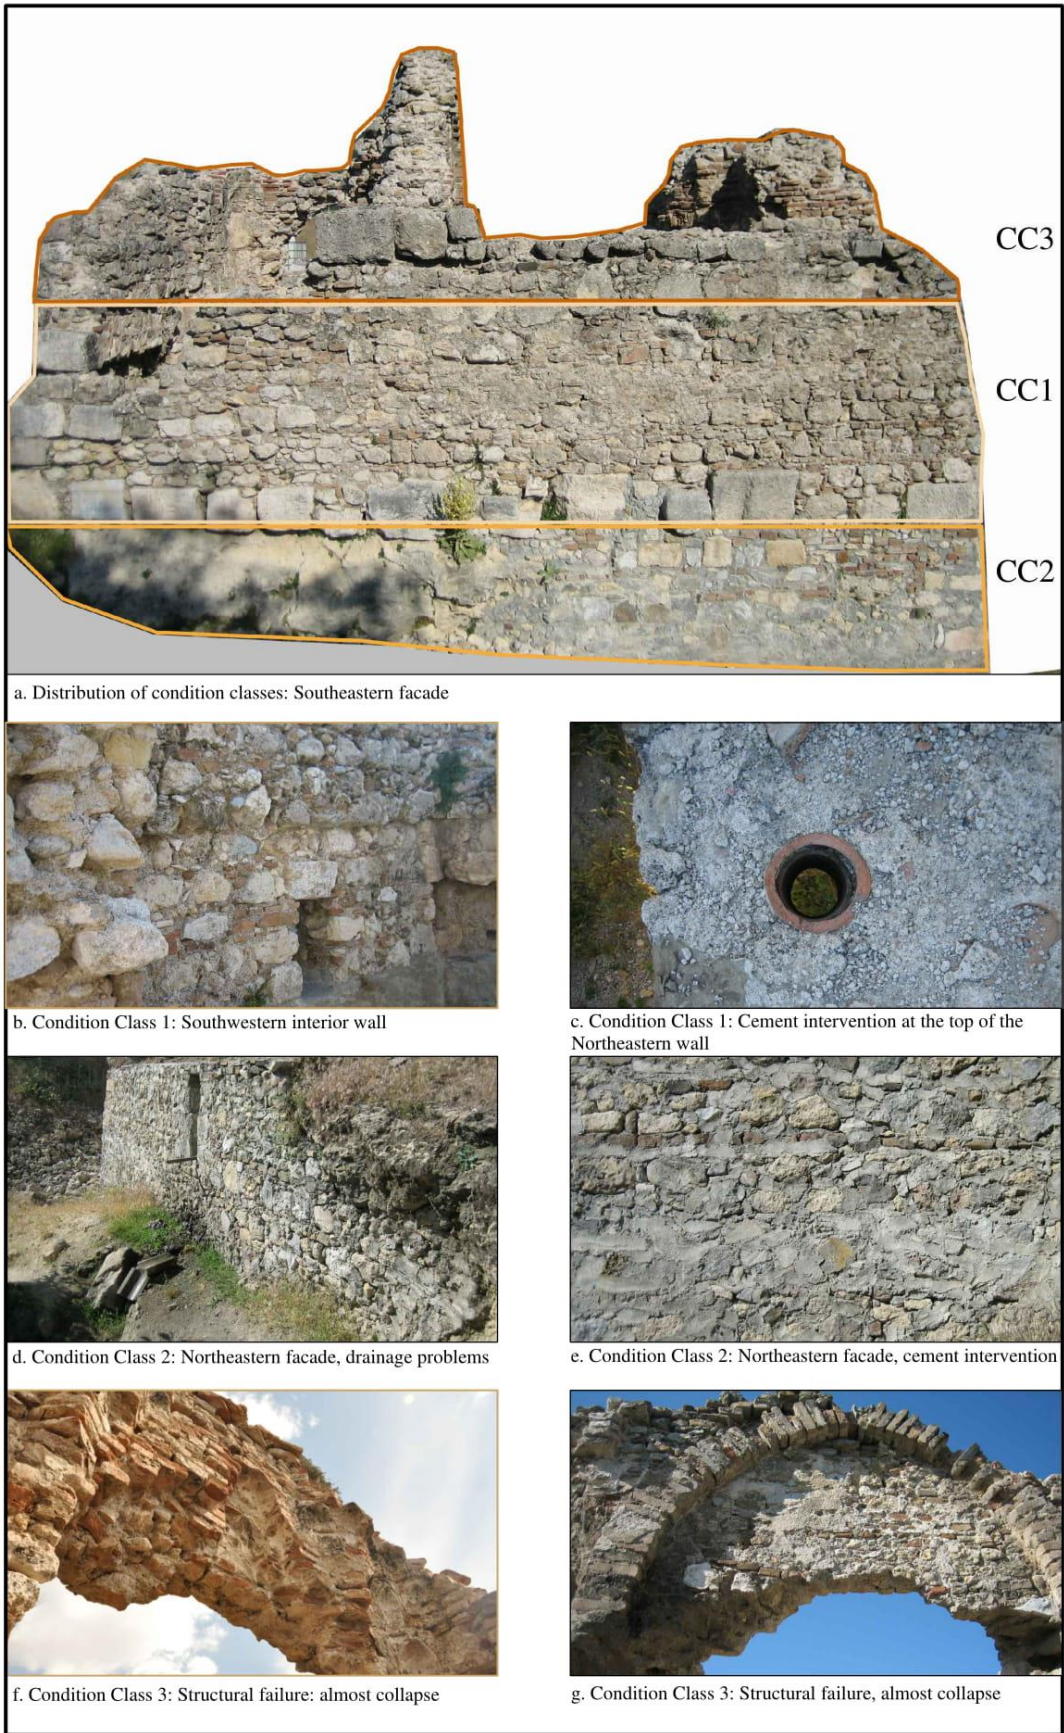 CC3
CC1
CC2
a. Distribution of condition classes: Southeastern facade
b. Condition Class 1: Southwestern interior wall
c. Condition Class 1: Cement intervention at the top of the
Northeastern wall
d. Condition Class 2: Northeastern facade, drainage problems
e. Condition Class 2: Northeastern facade, cement intervention
f. Condition Class 3: Structural failure: almost collapse
g. Condition Class 3: Structural failure, almost collapse